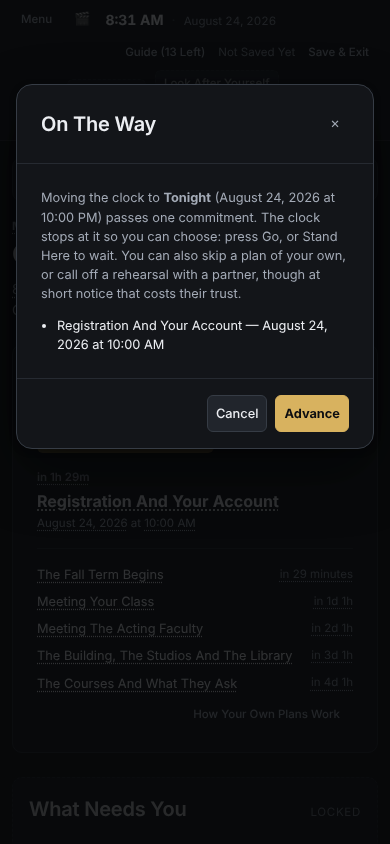 Menu 8:31 AM August 24, 2026
Guide (13 Left) Not Saved Yet Save & Exit
Look After Yourself
On The Way ×
Moving the clock to Tonight (August 24, 2026 at
10:00 PM) passes one commitment. The clock
stops at it so you can choose: press Go, or Stand
Here to wait. You can also skip a plan of your own,
or call off a rehearsal with a partner, though at
short notice that costs their trust.
• Registration And Your Account — August 24,
2026 at 10:00 AM
Cancel Advance
in 1h 29m
Registration And Your Account
August 24, 2026 at 10:00 AM
The Fall Term Begins in 29 minutes
Meeting Your Class in 1d 1h
Meeting The Acting Faculty in 2d 1h
The Building, The Studios And The Library in 3d 1h
The Courses And What They Ask in 4d 1h
How Your Own Plans Work
What Needs You LOCKED